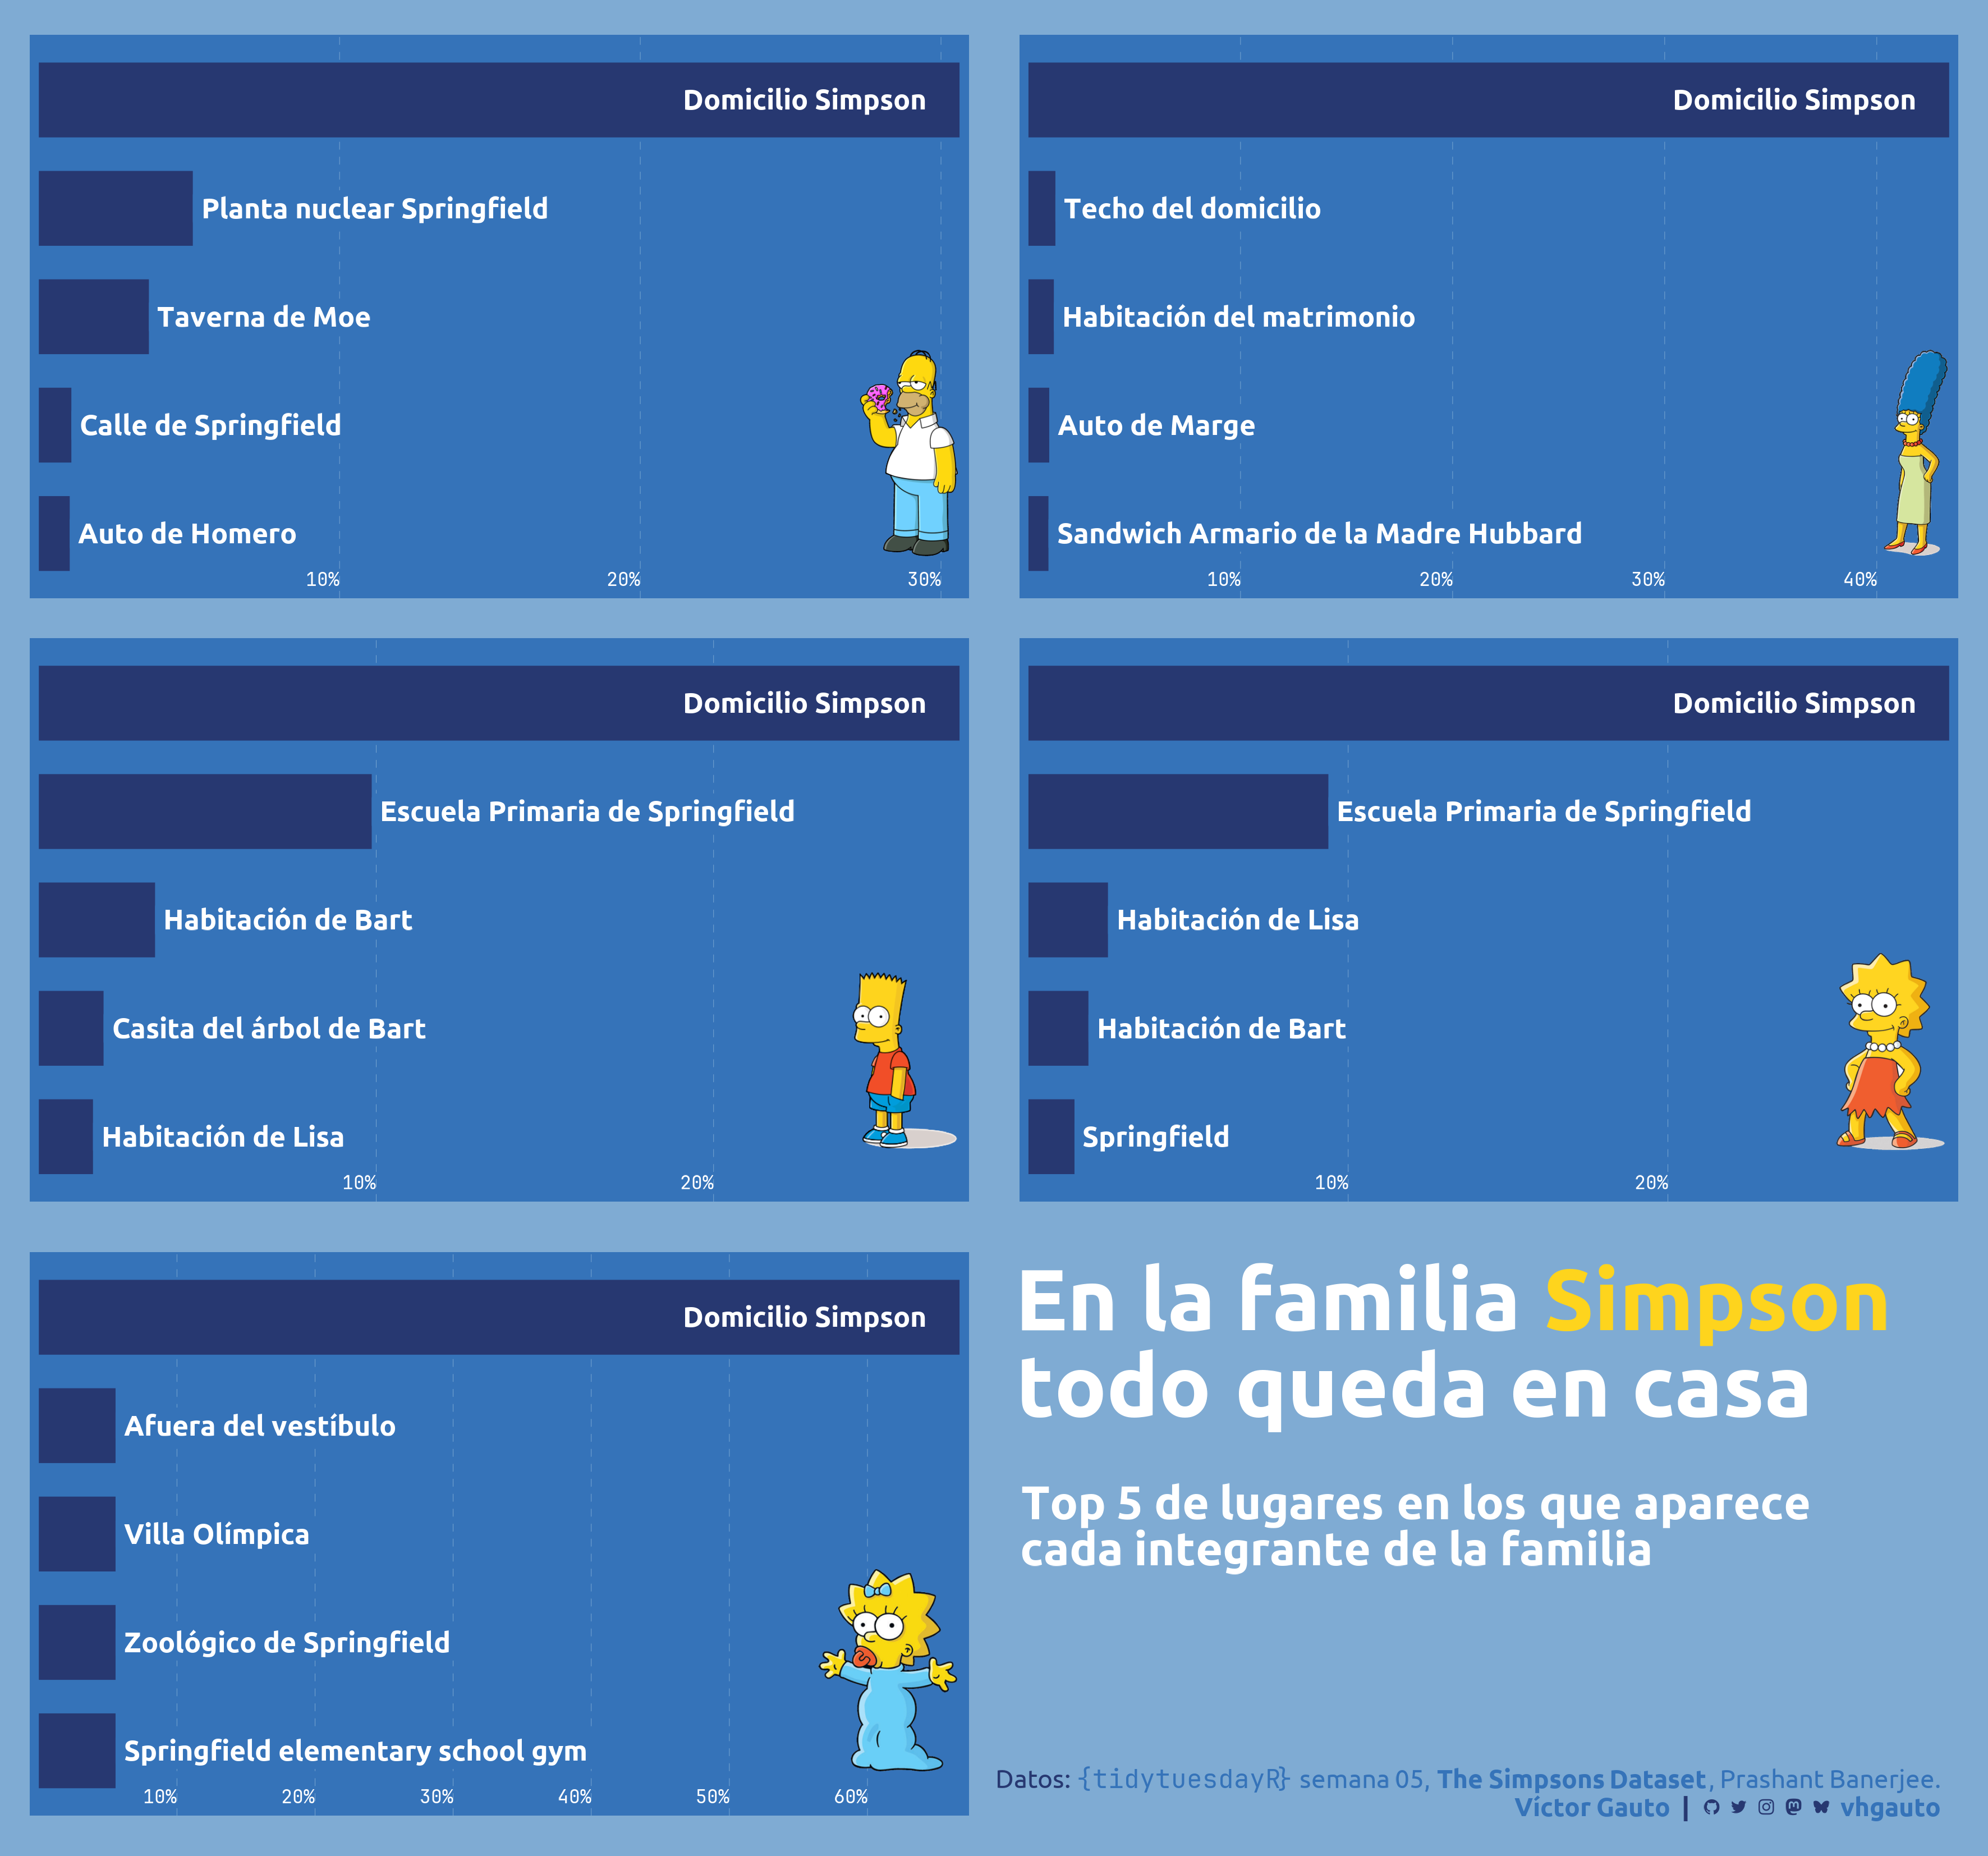 Domicilio Simpson
Planta nuclear Springfield
Taverna de Moe
Calle de Springfield
Auto de Homero
10% 20% 30%
Domicilio Simpson
Techo del domicilio
Habitación del matrimonio
Auto de Marge
Sandwich Armario de la Madre Hubbard
10% 20% 30% 40%
Domicilio Simpson
Escuela Primaria de Springfield
Habitación de Bart
Casita del árbol de Bart
Habitación de Lisa
10% 20%
Domicilio Simpson
Escuela Primaria de Springfield
Habitación de Lisa
Habitación de Bart
Springfield
10% 20%
Domicilio Simpson
Afuera del vestíbulo
Villa Olímpica
Zoológico de Springfield
Springfield elementary school gym
10% 20% 30% 40% 50% 60%
En la familia Simpson
todo queda en casa
Top 5 de lugares en los que aparece
cada integrante de la familia
Datos: {tidytuesdayR} semana 05, The Simpsons Dataset, Prashant Banerjee.
Víctor Gauto | vhgauto